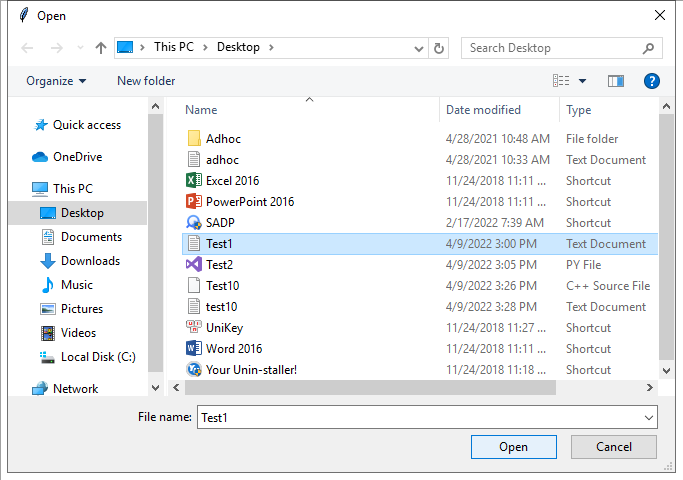 Open
This PC > Desktop >
Search Desktop
Organize
New folder
Quick access
OneDrive
This PC
Desktop
Documents
Downloads
Music
Pictures
Videos
Local Disk (C:)
Network
Name Date modified Type
Adhoc 4/28/2021 10:48 AM File folder
adhoc 4/28/2021 10:33 AM Text Document
Excel 2016 11/24/2018 11:11 ... Shortcut
PowerPoint 2016 11/24/2018 11:11 ... Shortcut
SADP 2/17/2022 7:39 AM Shortcut
Test1 4/9/2022 3:00 PM Text Document
Test2 4/9/2022 3:05 PM PY File
Test10 4/9/2022 3:26 PM C++ Source File
test10 4/9/2022 3:28 PM Text Document
UniKey 11/24/2018 11:27 ... Shortcut
Word 2016 11/24/2018 11:11 ... Shortcut
Your Unin-staller! 11/24/2018 11:18 ... Shortcut
File name: Test1
Open Cancel